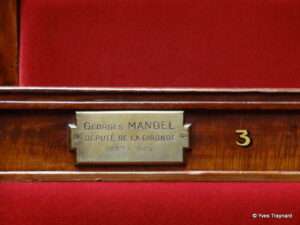 GEORGES MANDEL
DÉPUTÉ DE LA GIRONDE
3
© Yves Traynard